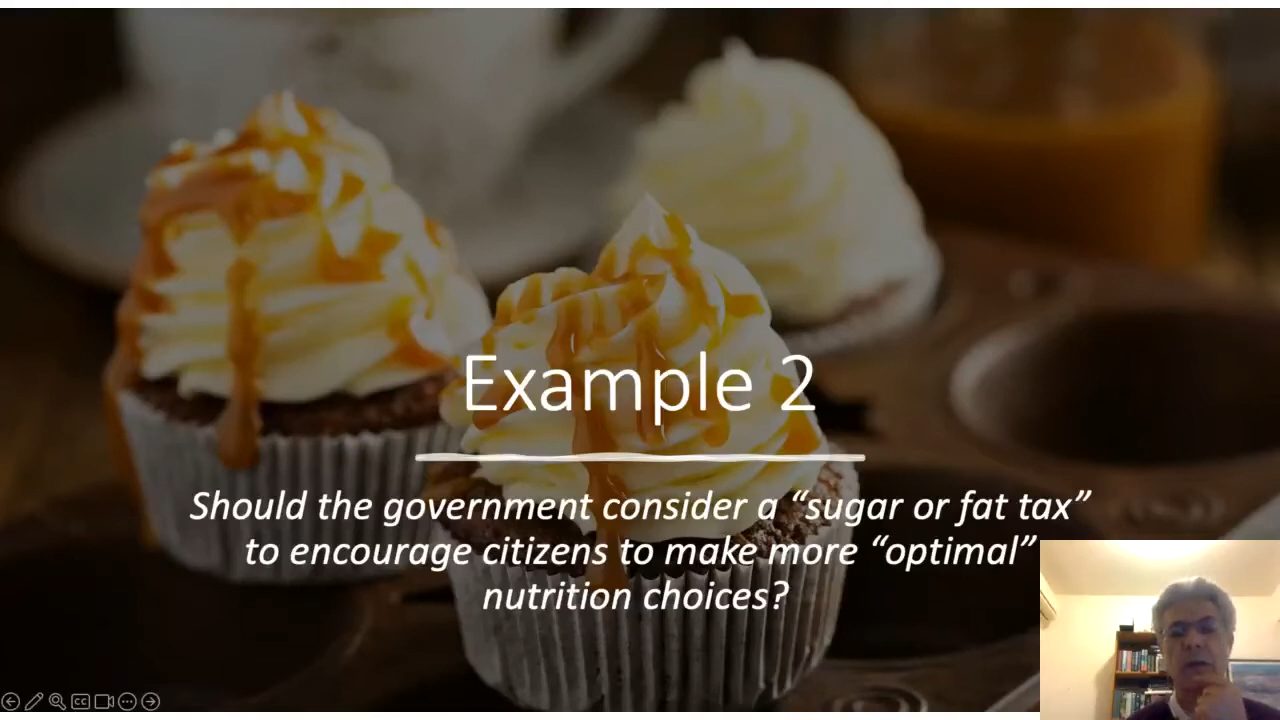 Example 2
Should the government consider a “sugar or fat tax”
to encourage citizens to make more “optimal”
nutrition choices?
CC